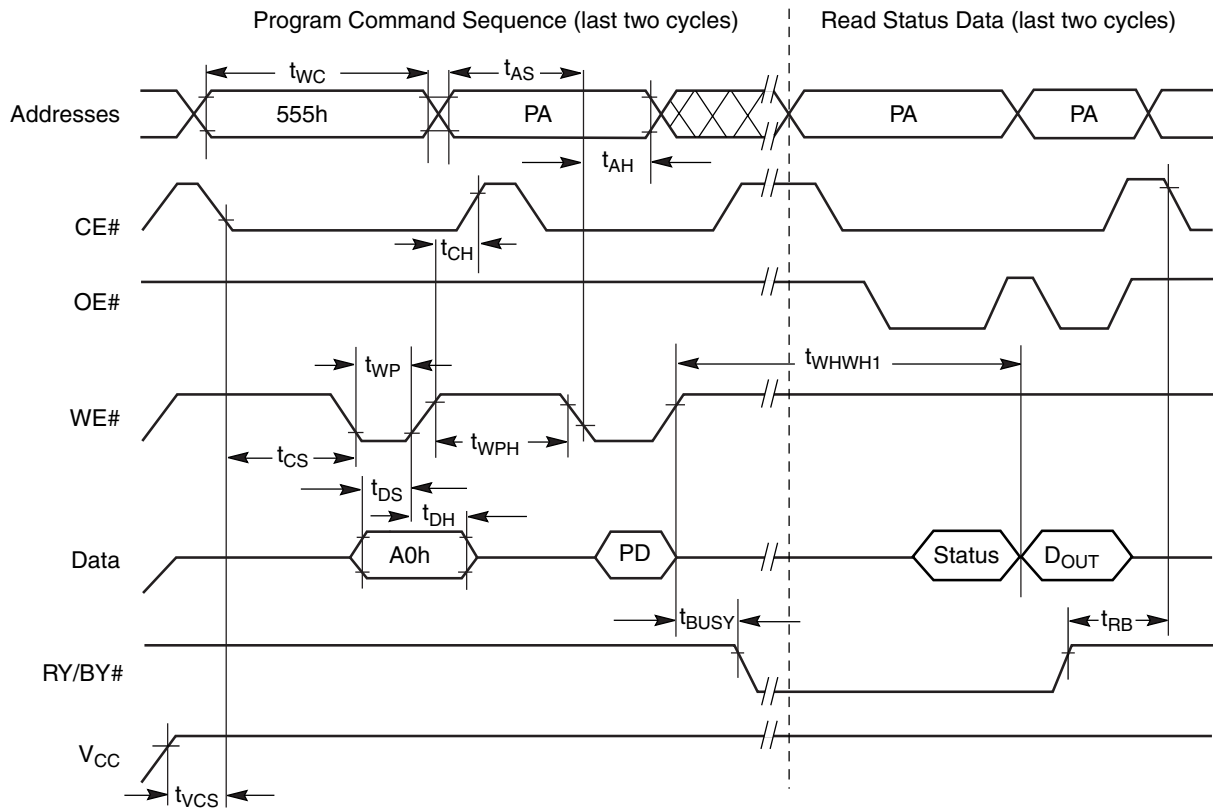 Program Command Sequence (last two cycles)
Read Status Data (last two cycles)
tWC
tAS
Addresses
555h
PA
PA
PA
tAH
CE#
tCH
OE#
tWP
tWHWH1
WE#
tCS
tWPH
tDS
tDH
Data
A0h
PD
Status
DOUT
tBUSY
tRB
RY/BY#
VCC
tVCS